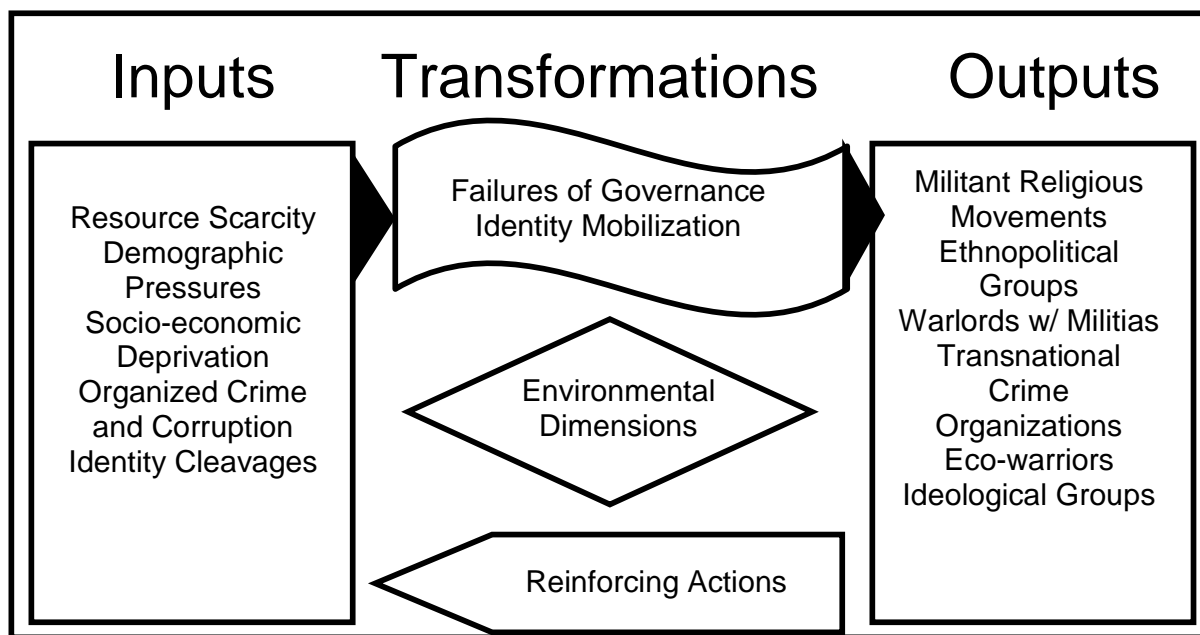 Inputs
Transformations
Outputs
Resource Scarcity
Demographic
Pressures
Socio-economic
Deprivation
Organized Crime
and Corruption
Identity Cleavages
Failures of Governance
Identity Mobilization
Environmental
Dimensions
Reinforcing Actions
Militant Religious
Movements
Ethnopolitical
Groups
Warlords w/ Militias
Transnational
Crime
Organizations
Eco-warriors
Ideological Groups